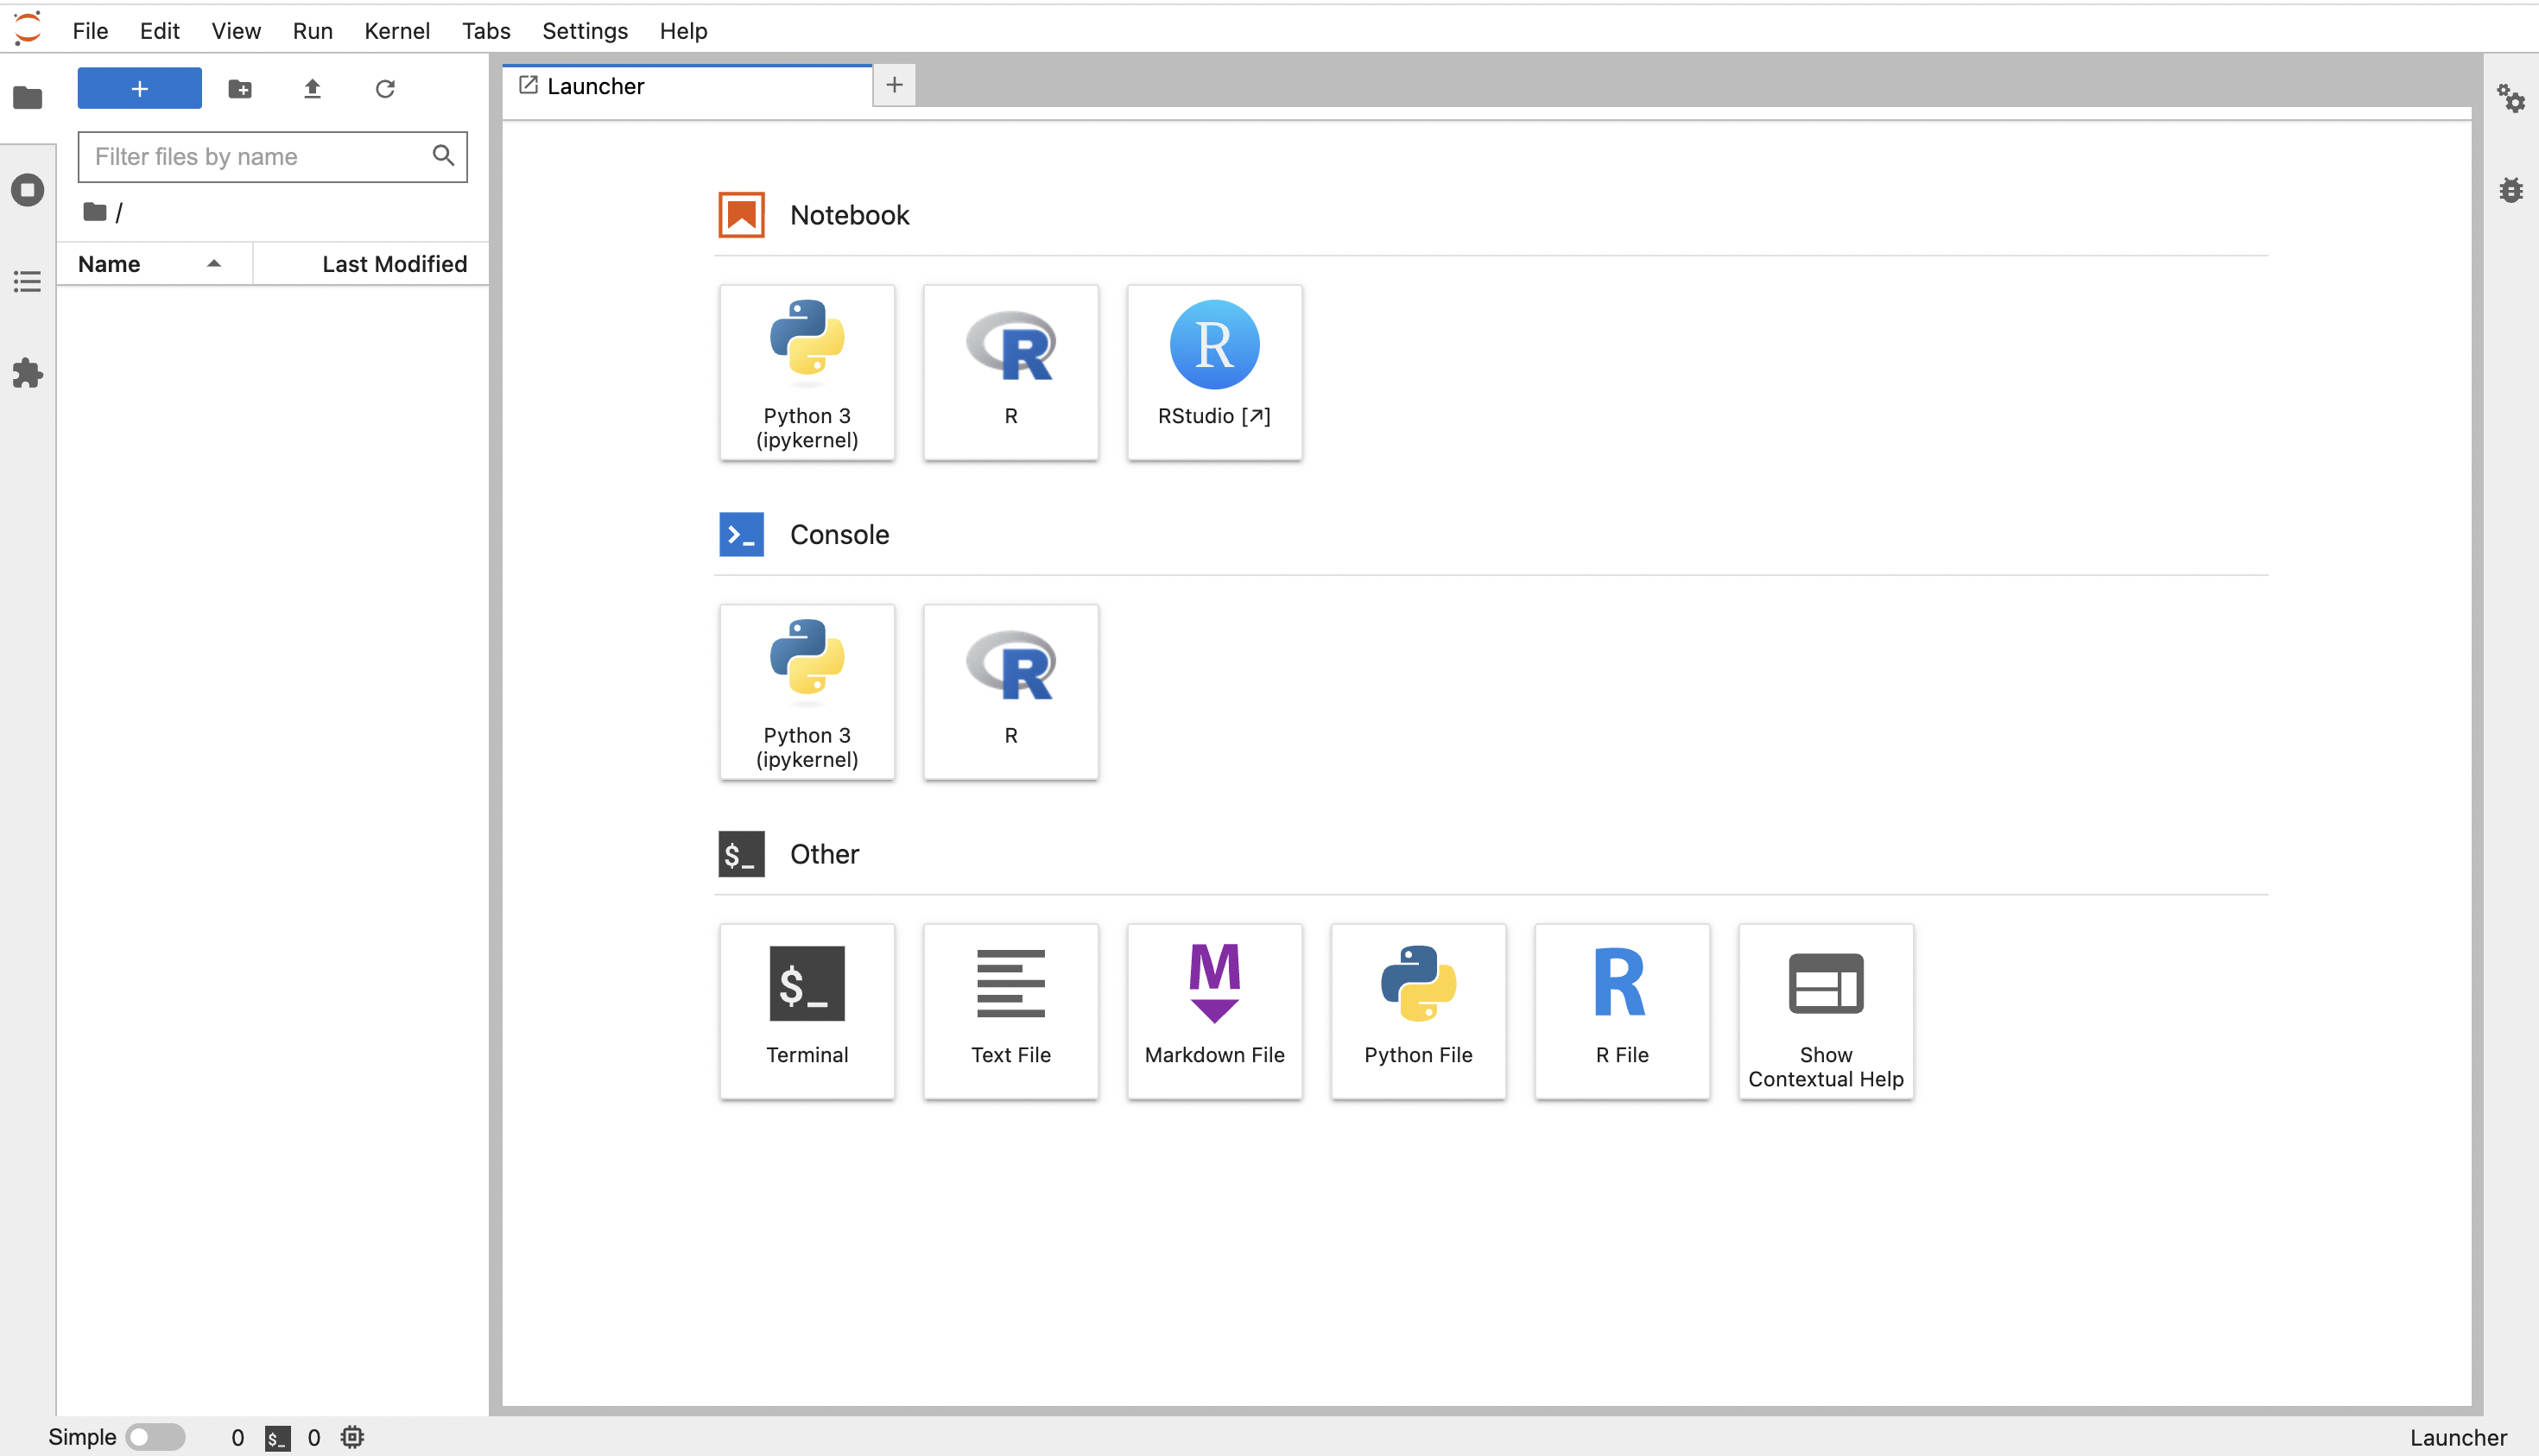 File Edit View Run Kernel Tabs Settings Help
+
Launcher
+
Filter files by name
/
Name
Last Modified
Notebook
Python 3
(ipykernel)
R
R
R
RStudio [↗]
Console
Python 3
(ipykernel)
R
R
$_ Other
$_
Terminal
Text File
M
Markdown File
Python File
R
R File
Show
Contextual Help
Simple
0
$_
0
Launcher